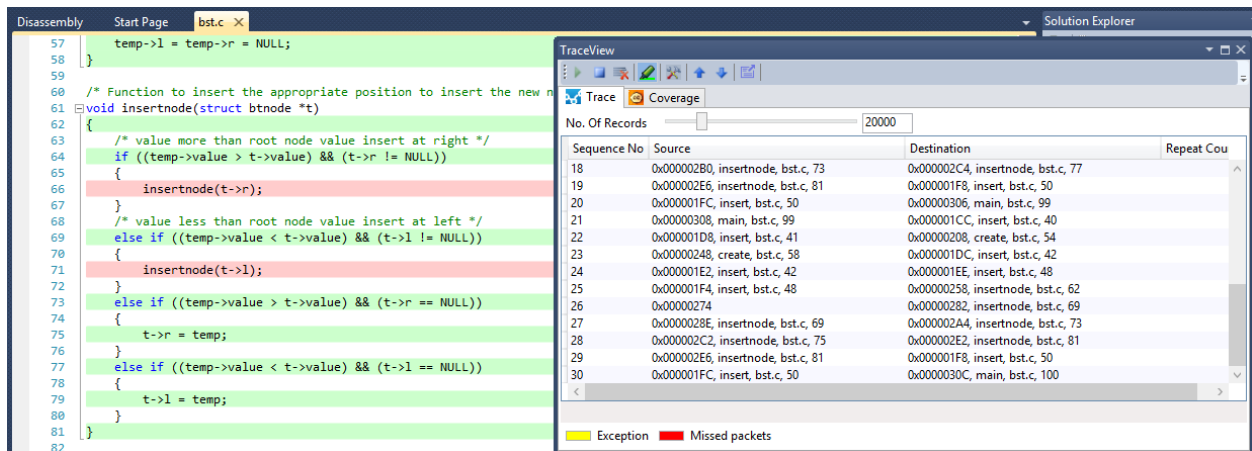 Disassembly Start Page bst.c Solution Explorer
57 temp->l = temp->r = NULL;
58 }
59
60 /* Function to insert the appropriate position to insert the new n
61 void insertnode(struct btnode *t)
62 {
63 /* value more than root node value insert at right */
64 if ((temp->value > t->value) && (t->r != NULL))
65 {
66 insertnode(t->r);
67 }
68 /* value less than root node value insert at left */
69 else if ((temp->value < t->value) && (t->l != NULL))
70 {
71 insertnode(t->l);
72 }
73 else if ((temp->value > t->value) && (t->r == NULL))
74 {
75 t->r = temp;
76 }
77 else if ((temp->value < t->value) && (t->l == NULL))
78 {
79 t->l = temp;
80 }
81 }
82
TraceView
Trace Coverage
No. Of Records 20000
Sequence No Source Destination Repeat Cou
18 0x000002B0, insertnode, bst.c, 73 0x000002C4, insertnode, bst.c, 77
19 0x000002E6, insertnode, bst.c, 81 0x000001F8, insert, bst.c, 50
20 0x000001FC, insert, bst.c, 50 0x00000306, main, bst.c, 99
21 0x00000308, main, bst.c, 99 0x000001CC, insert, bst.c, 40
22 0x000001D8, insert, bst.c, 41 0x00000208, create, bst.c, 54
23 0x00000248, create, bst.c, 58 0x000001DC, insert, bst.c, 42
24 0x000001E2, insert, bst.c, 42 0x000001EE, insert, bst.c, 48
25 0x000001F4, insert, bst.c, 48 0x00000258, insertnode, bst.c, 62
26 0x00000274 0x00000282, insertnode, bst.c, 69
27 0x0000028E, insertnode, bst.c, 69 0x000002A4, insertnode, bst.c, 73
28 0x000002C2, insertnode, bst.c, 75 0x000002E2, insertnode, bst.c, 81
29 0x000002E6, insertnode, bst.c, 81 0x000001F8, insert, bst.c, 50
30 0x000001FC, insert, bst.c, 50 0x0000030C, main, bst.c, 100
Exception Missed packets